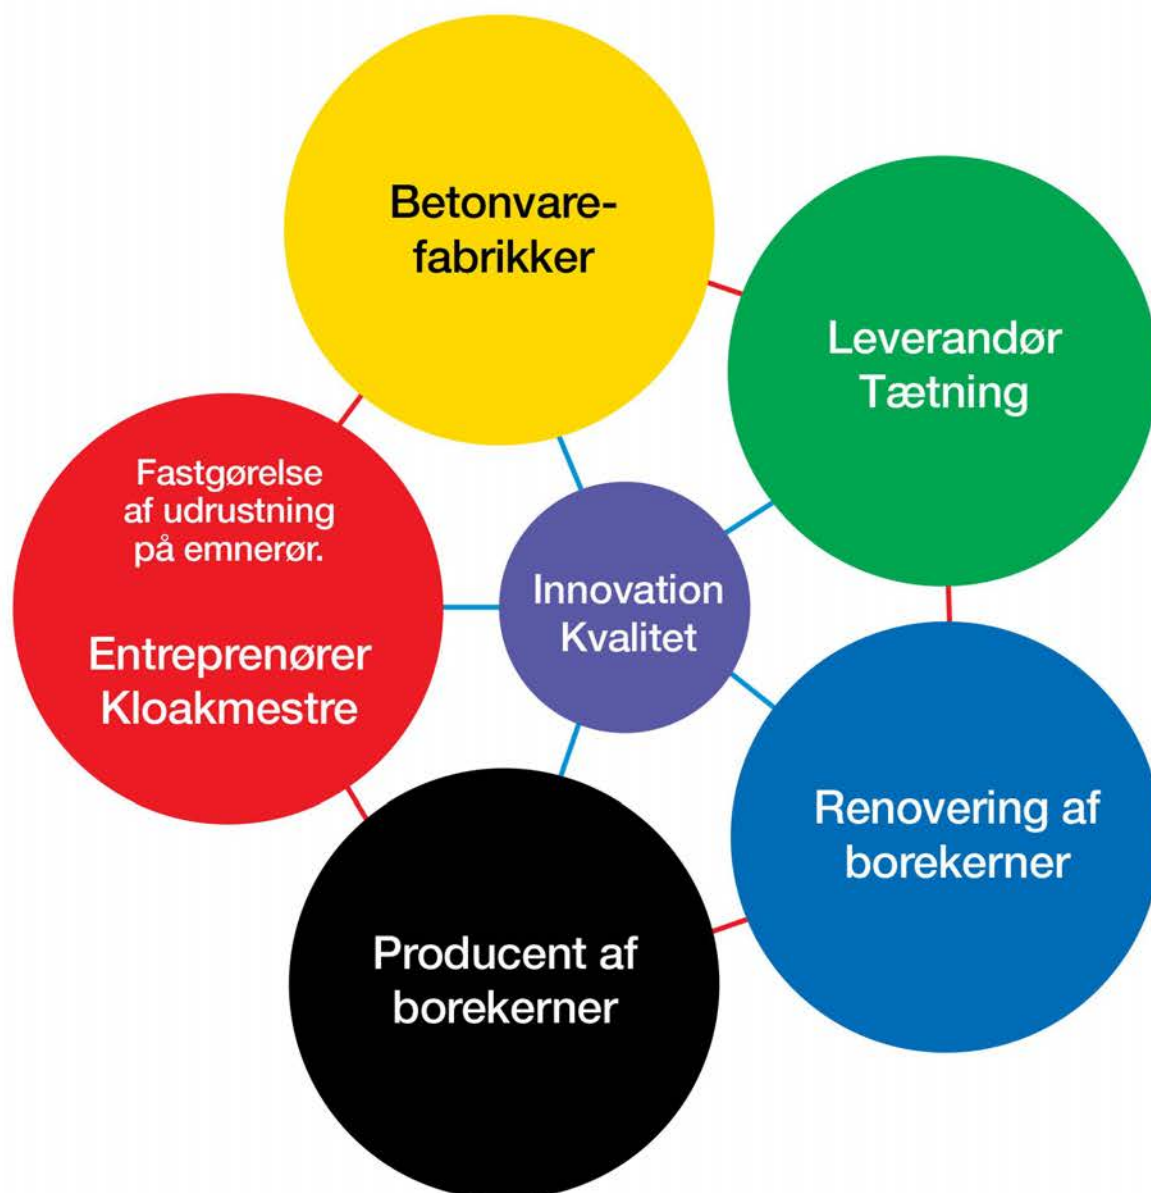 Betonvare-
fabrikker
Leverandør
Tætning
Fastgørelse
af udrustning
på emnerør.
Entreprenører
Kloakmestre
Innovation
Kvalitet
Renovering af
borekerner
Producent af
borekerner